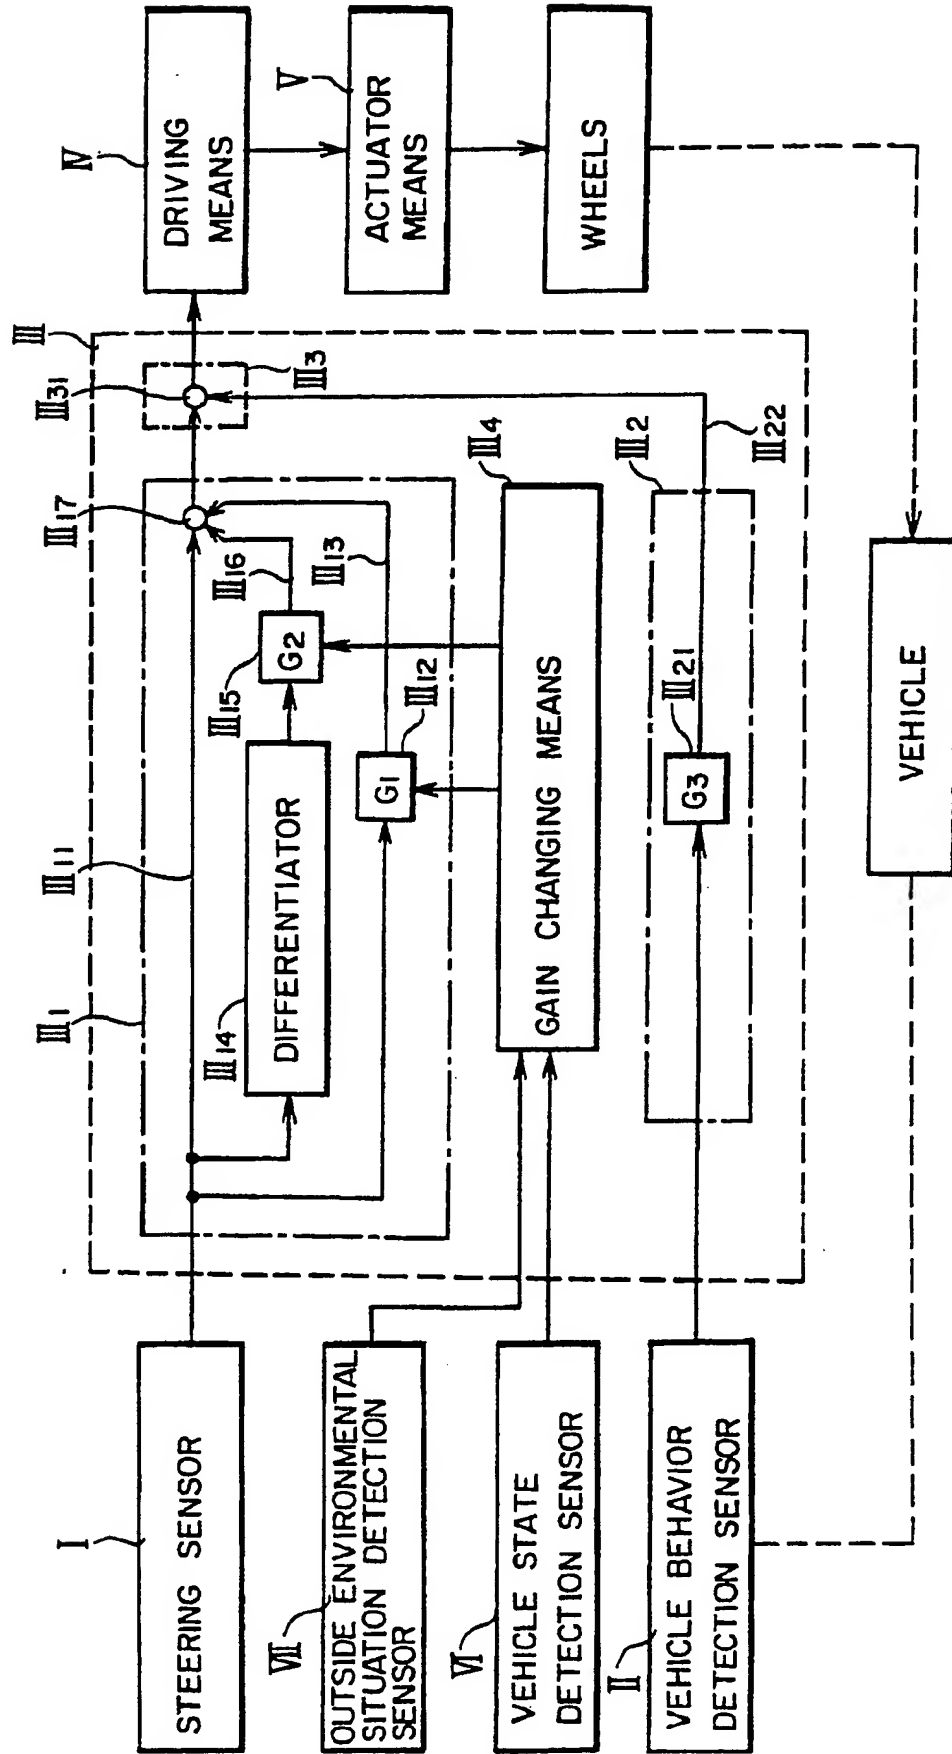 I
STEERING SENSOR
VII
OUTSIDE ENVIRONMENTAL
SITUATION DETECTION
SENSOR
VI
VEHICLE STATE
DETECTION SENSOR
II
VEHICLE BEHAVIOR
DETECTION SENSOR
III
III1
III11
III14
DIFFERENTIATOR
III15
G2
III16
III17
G1
III12
III13
III4
GAIN CHANGING MEANS
III2
G3
III21
III22
III31
III3
IV
DRIVING
MEANS
V
ACTUATOR
MEANS
WHEELS
VEHICLE